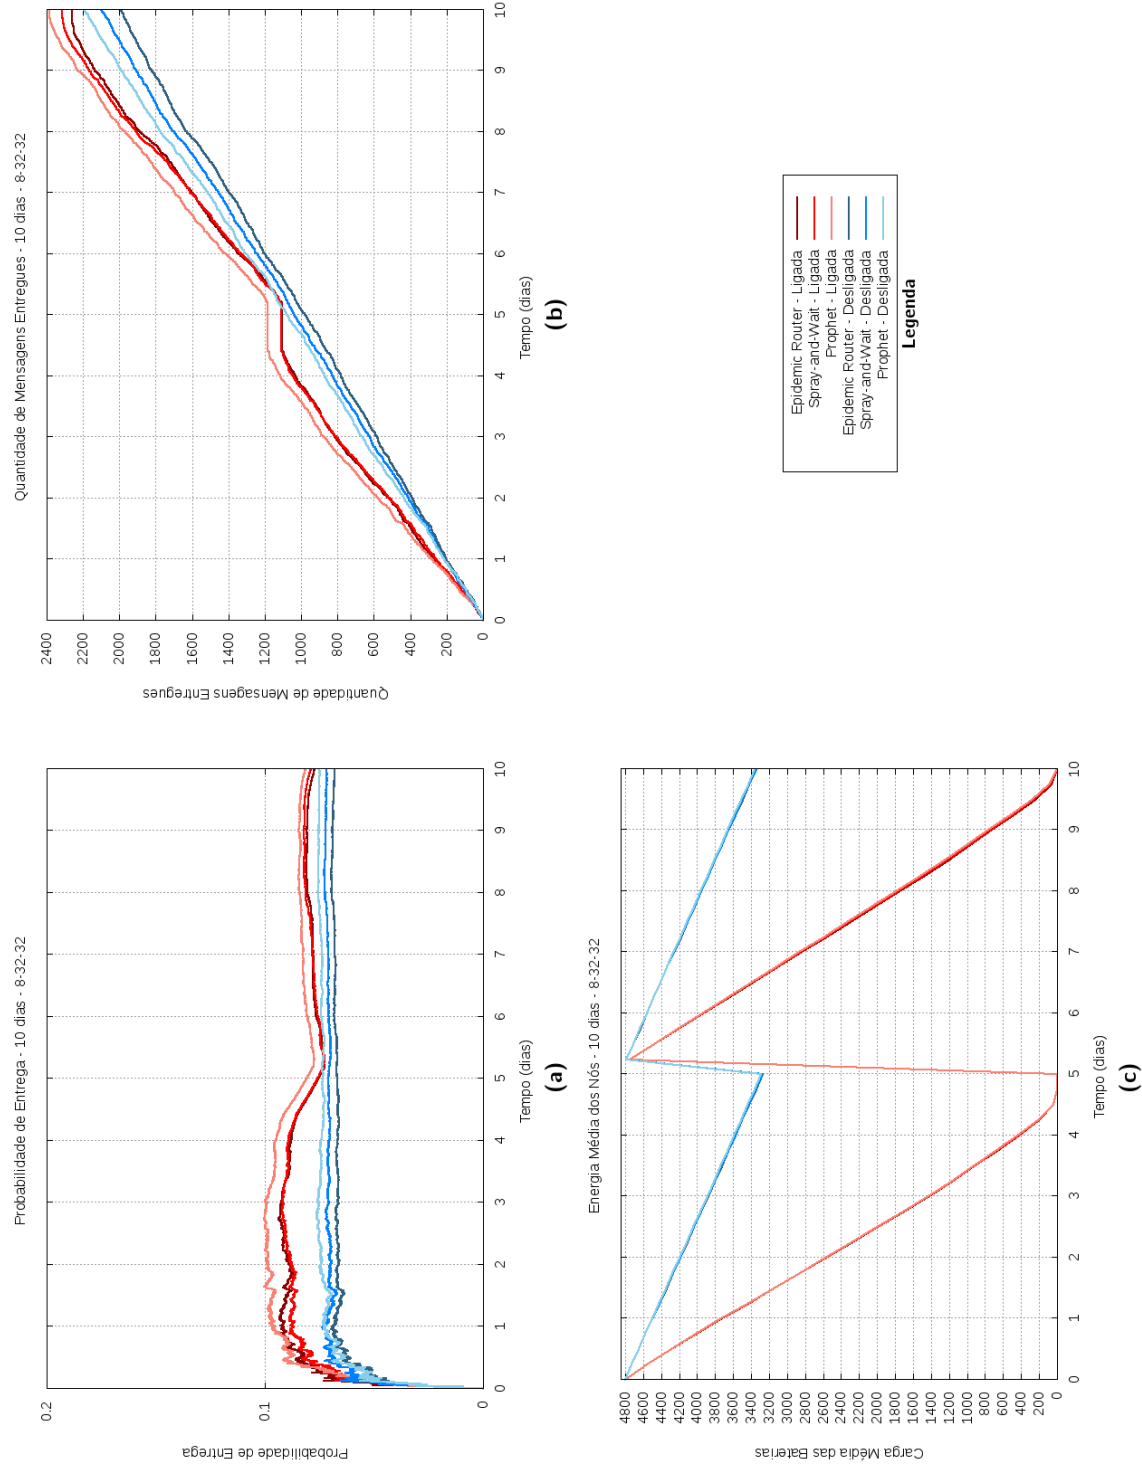 Probabilidade de Entrega - 10 dias - 8-32-32
Probabilidade de Entrega
0.2
0.1
0
0 1 2 3 4 5 6 7 8 9 10
Tempo (dias)
(a)
Quantidade de Mensagens Entregues - 10 dias - 8-32-32
Quantidade de Mensagens Entregues
2400
2200
2000
1800
1600
1400
1200
1000
800
600
400
200
0
0 1 2 3 4 5 6 7 8 9 10
Tempo (dias)
(b)
Energia Média dos Nós - 10 dias - 8-32-32
Carga Média das Baterias
4800
4600
4400
4200
4000
3800
3600
3400
3200
3000
2800
2600
2400
2200
2000
1800
1600
1400
1200
1000
800
600
400
200
0
0 1 2 3 4 5 6 7 8 9 10
Tempo (dias)
(c)
Epidemic Router - Ligada
Spray-and-Wait - Ligada
Prophet - Ligada
Epidemic Router - Desligada
Spray-and-Wait - Desligada
Prophet - Desligada
Legenda